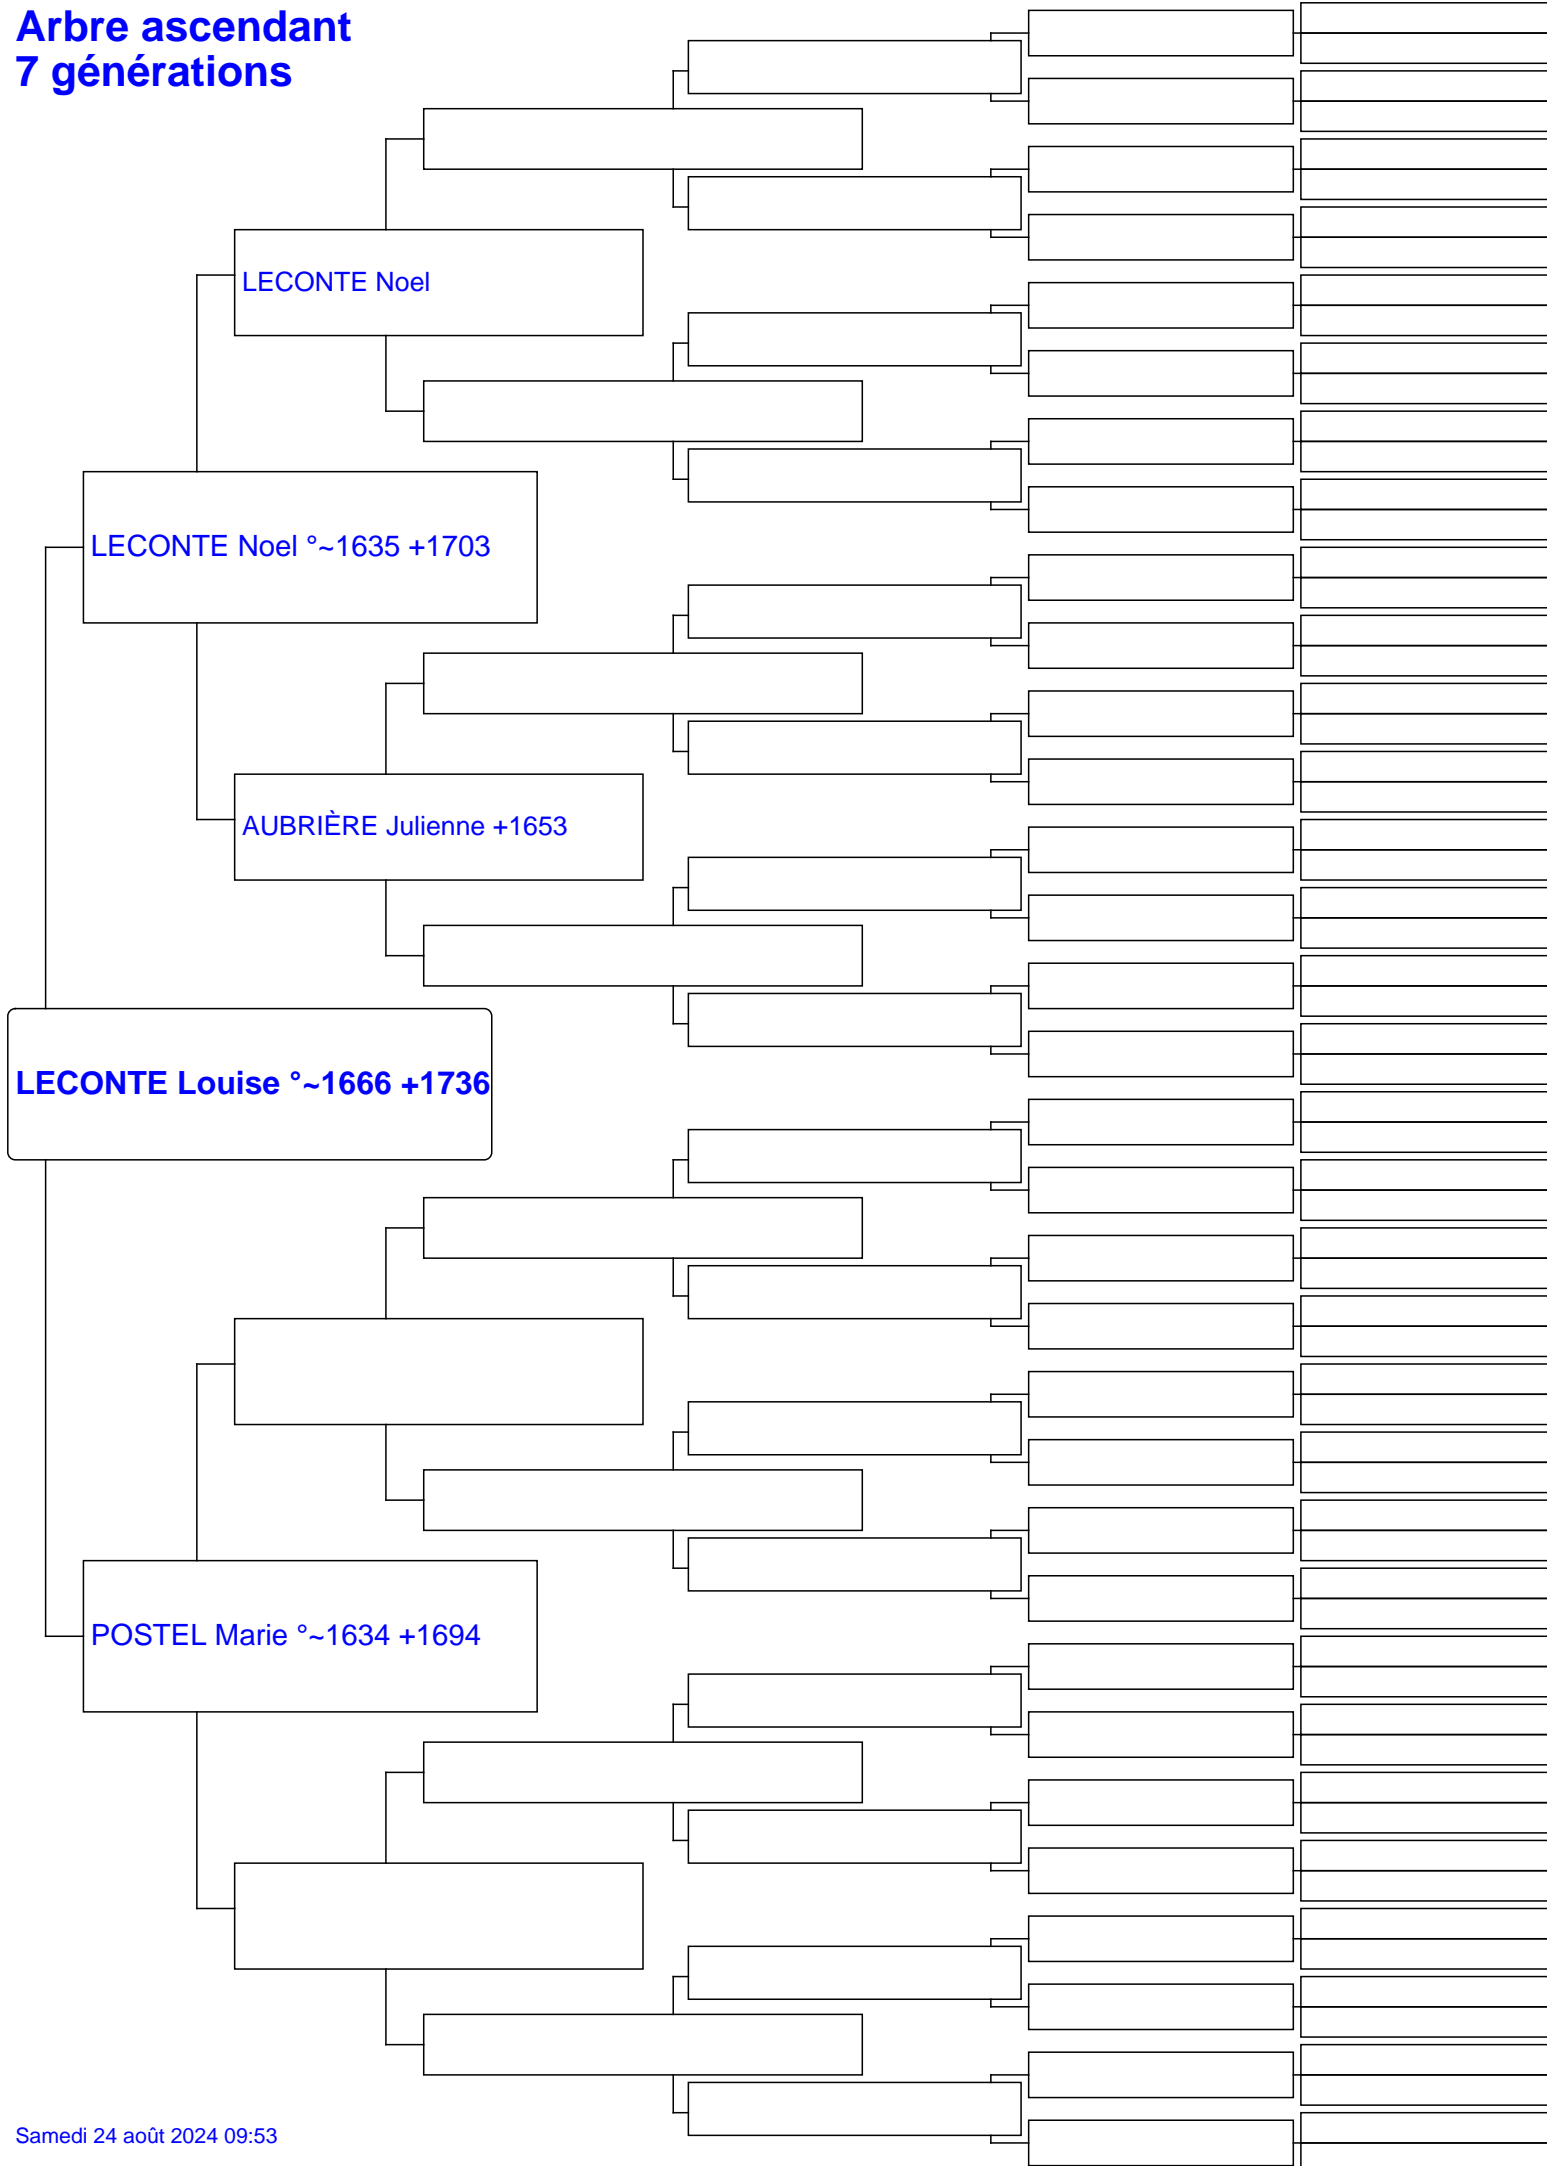 Arbre ascendant
7 générations
LECONTE Noel
LECONTE Noel °~1635 +1703
AUBRIÈRE Julienne +1653
LECONTE Louise °~1666 +1736
POSTEL Marie °~1634 +1694
Samedi 24 août 2024 09:53